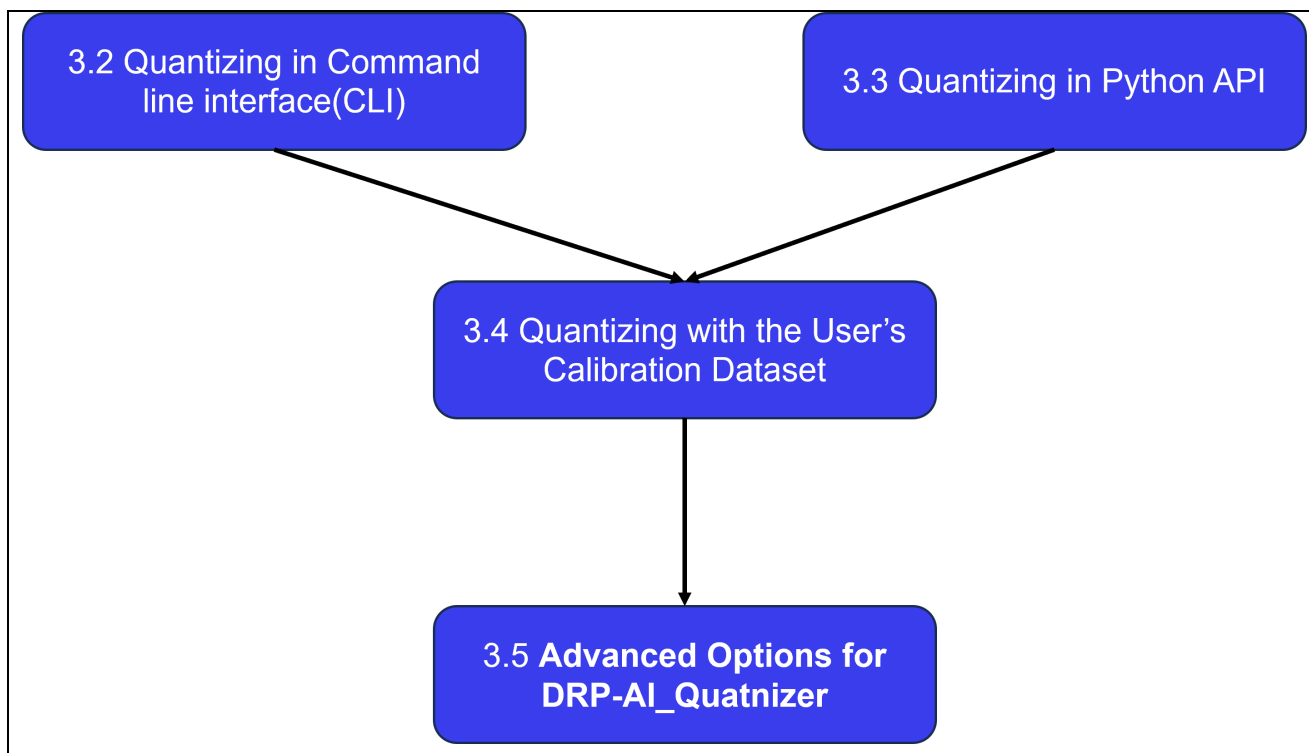 3.2 Quantizing in Command
line interface(CLI)
3.3 Quantizing in Python API
3.4 Quantizing with the User’s
Calibration Dataset
3.5 Advanced Options for
DRP-AI_Quatnizer